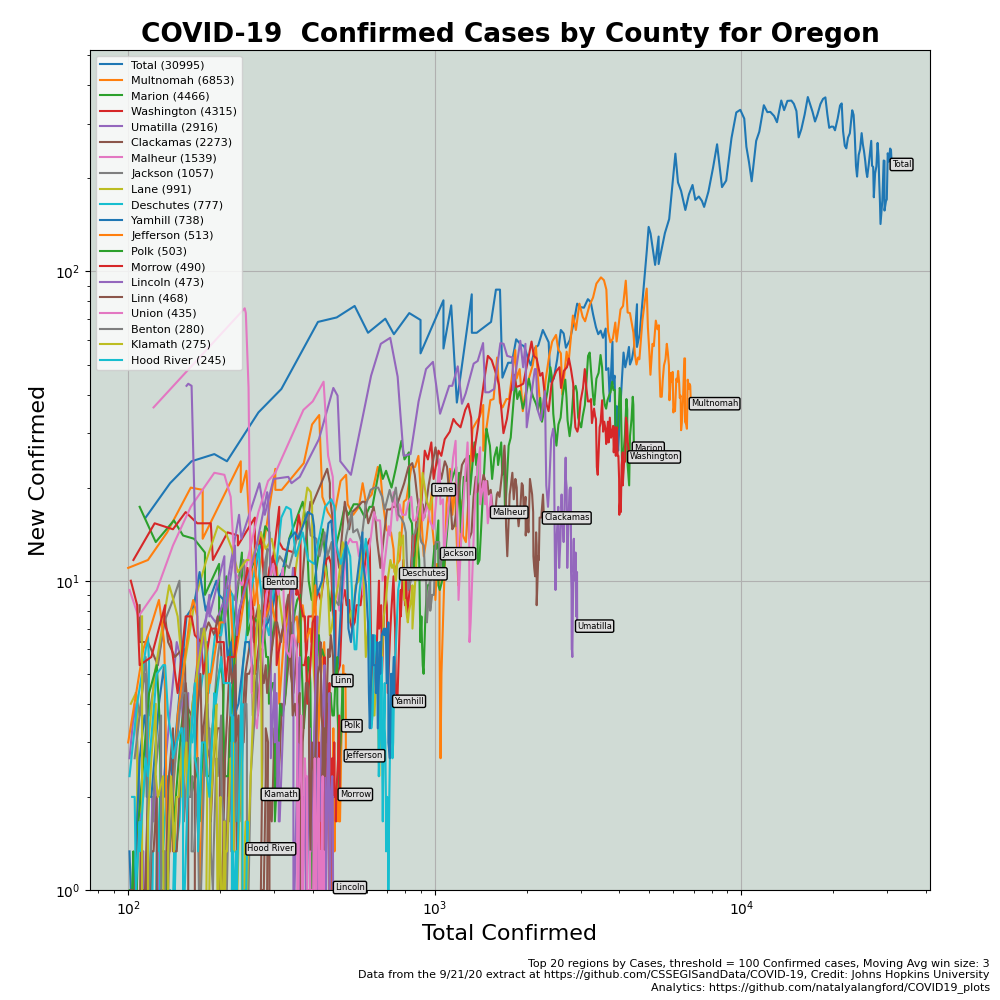 COVID-19  Confirmed Cases by County for Oregon
Total (30995)
Multnomah (6853)
Marion (4466)
Washington (4315)
Umatilla (2916)
Clackamas (2273)
Malheur (1539)
Jackson (1057)
Lane (991)
Deschutes (777)
Yamhill (738)
Jefferson (513)
Polk (503)
Morrow (490)
Lincoln (473)
Linn (468)
Union (435)
Benton (280)
Klamath (275)
Hood River (245)
New Confirmed
10²
10¹
10⁰
Total
Multnomah
Marion
Washington
Lane
Malheur
Clackamas
Jackson
Deschutes
Benton
Umatilla
Linn
Yamhill
Polk
Jefferson
Klamath
Morrow
Hood River
Lincoln
10²
10³
10⁴
Total Confirmed
Top 20 regions by Cases, threshold = 100 Confirmed cases, Moving Avg win size: 3
Data from the 9/21/20 extract at https://github.com/CSSEGISandData/COVID-19, Credit: Johns Hopkins University
Analytics: https://github.com/natalyalangford/COVID19_plots